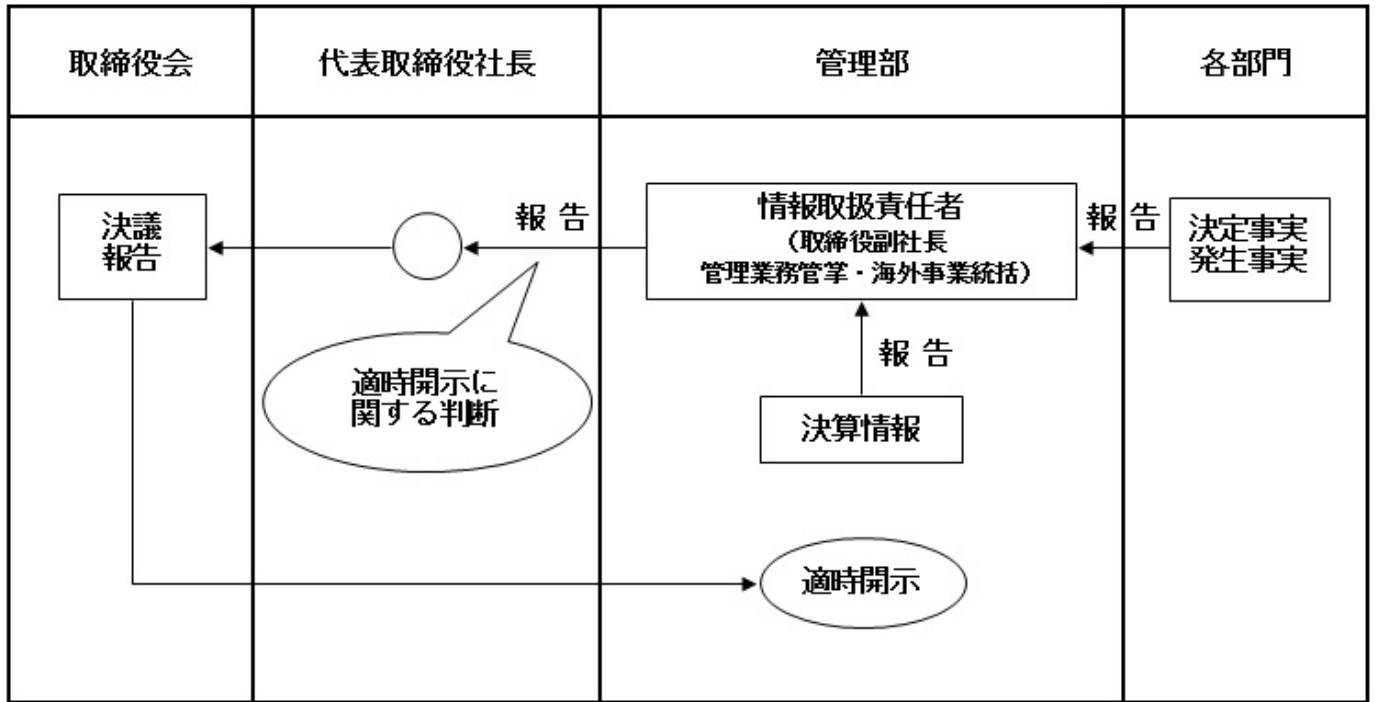 取締役会
代表取締役社長
管理部
各部門
決議
報告
報 告
情報取扱責任者
(取締役副社長
管理業務管掌・海外事業統括)
報 告
決定事実
発生事実
適時開示に
関する判断
報 告
決算情報
適時開示